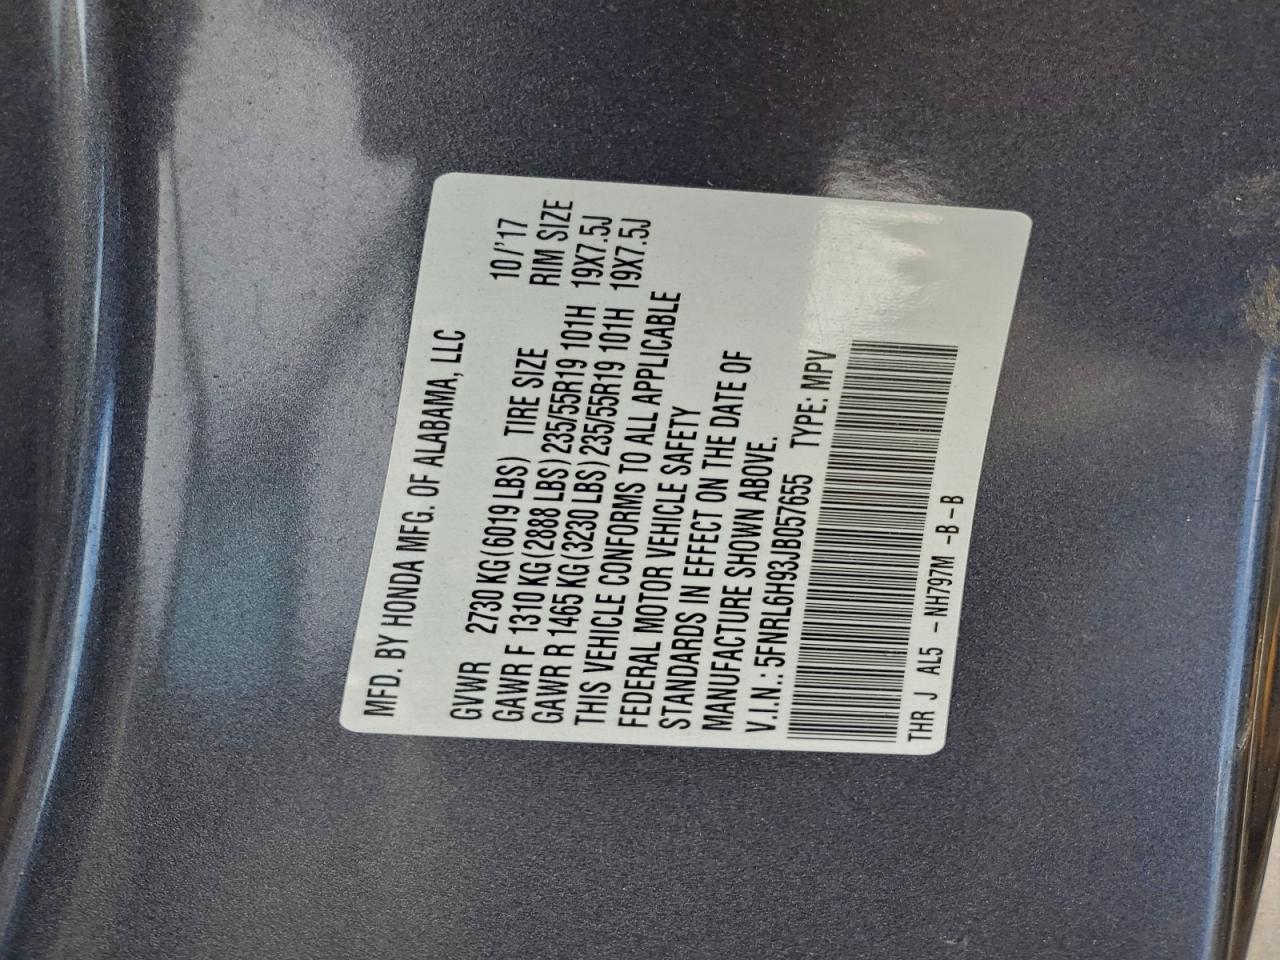 MFD. BY HONDA MFG. OF ALABAMA, LLC
10/'17
GVWR 2730 KG(6019 LBS) TIRE SIZE RIM SIZE
GAWR F 1310 KG(2888 LBS)235/55R19 101H 19X7.5J
GAWR R 1465 KG(3230 LBS)235/55R19 101H 19X7.5J
THIS VEHICLE CONFORMS TO ALL APPLICABLE
FEDERAL MOTOR VEHICLE SAFETY
STANDARDS IN EFFECT ON THE DATE OF
MANUFACTURE SHOWN ABOVE.
V.I.N.: 5FNRL6H93JB057655 TYPE: MPV
THR J AL5 - NH797M -B-B